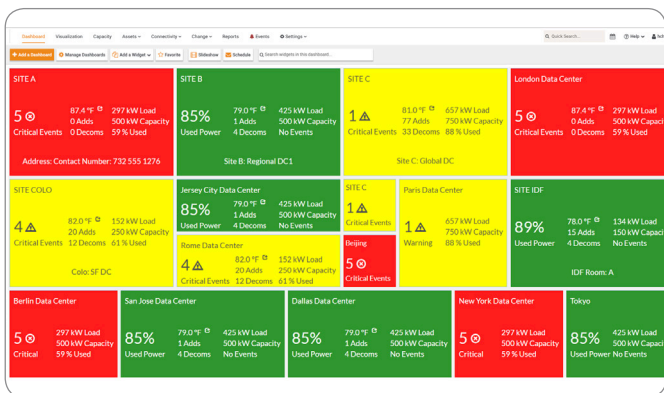 Dashboard Visualization Capacity Assets Connectivity Change Reports Events Settings Quick Search... Help
Add a Dashboard Manage Dashboards Add a Widget Favorite Slideshow Schedule Search widgets in this dashboard...
SITE A
5
Critical Events
87.4 °F
0 Adds
0 Decoms
297 kW Load
500 kW Capacity
59 % Used
Address: Contact Number: 732 555 1276
SITE B
85%
Used Power
79.0 °F
1 Adds
4 Decoms
425 kW Load
500 kW Capacity
No Events
Site B: Regional DC1
SITE C
1
Critical Events
81.0 °F
77 Adds
33 Decoms
657 kW Load
750 kW Capacity
88 % Used
Site C: Global DC
London Data Center
5
Critical Events
87.4 °F
0 Adds
0 Decoms
297 kW Load
500 kW Capacit
59 % Used
SITE COLO
4
Critical Events
82.0 °F
20 Adds
12 Decoms
152 kW Load
250 kW Capacity
61 % Used
Colo: SF DC
Jersey City Data Center
85%
Used Power
79.0 °F
1 Adds
4 Decoms
425 kW Load
500 kW Capacity
No Events
Rome Data Center
4
Critical Events
82.0 °F
20 Adds
12 Decoms
152 kW Load
250 kW Capacity
61 % Used
SITE C
1
Critical Events
Beijing
5
Critical Events
Paris Data Center
1
Warning
657 kW Load
750 kW Capacity
88 % Used
SITE IDF
89%
Used Power
78.0 °F
15 Adds
4 Decoms
134 kW Load
150 kW Capacit
No Events
IDF Room: A
Berlin Data Center
5
Critical
297 kW Load
500 kW Capacity
59 % Used
San Jose Data Center
85%
Used Power
79.0 °F
1 Adds
4 Decoms
425 kW Load
500 kW Capacity
No Events
Dallas Data Center
85%
Used Power
79.0 °F
1 Adds
4 Decoms
425 kW Load
500 kW Capacity
No Events
New York Data Center
5
Critical
297 kW Load
500 kW Capacity
59 % Used
Tokyo
85%
Used Power
425 kW Load
500 kW Capacit
No Events